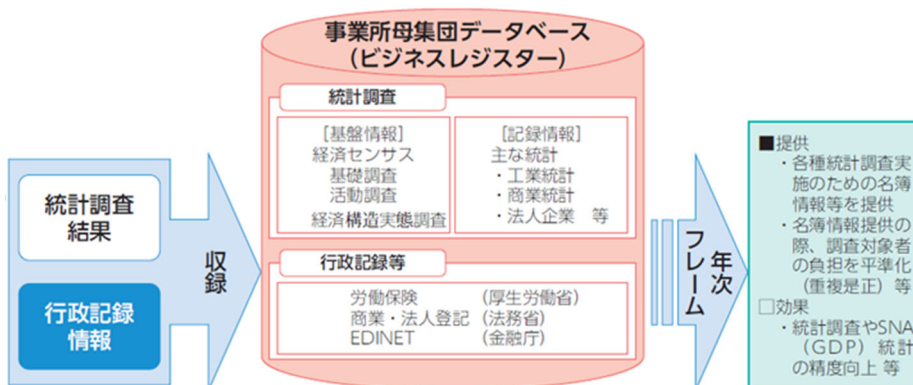 事業所母集団データベース
(ビジネスレジスター)
統計調査
[基盤情報]
経済センサス
基礎調査
活動調査
経済構造実態調査
[記録情報]
主な統計
・工業統計
・商業統計
・法人企業 等
行政記録等
労働保険 (厚生労働省)
商業・法人登記 (法務省)
EDINET (金融庁)
統計調査
結果
行政記録
情報
収録
年次
フレーム
■提供
・各種統計調査実
施のための名簿
情報等を提供
・名簿情報提供の
際、調査対象者
の負担を平準化
(重複是正) 等
□効果
・統計調査やSNA
(GDP) 統計
の精度向上 等